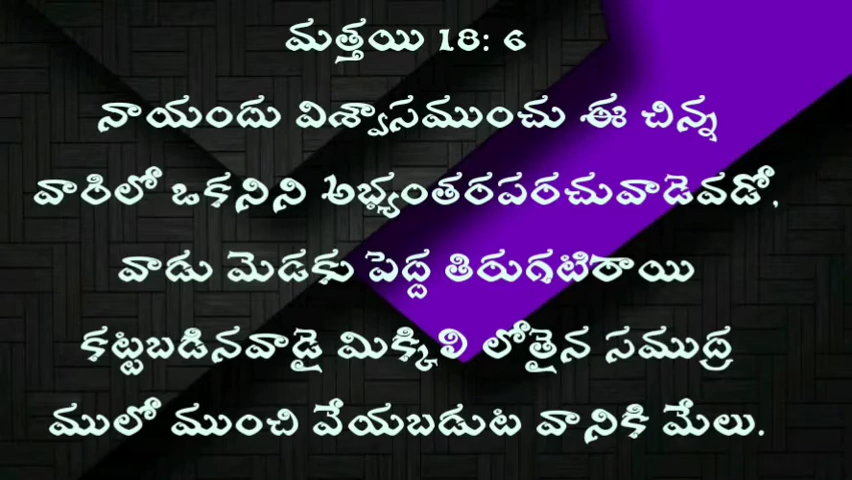 మత్తయి 18: 6
నాయందు విశ్వాసముంచు ఈ చిన్న
వారిలో ఒకనిని అభ్యంతరపరచువాడెవడో,
వాడు మెడకు పెద్ద తిరుగటిరాయి
కట్టబడినవాడై మిక్కిలి లోతైన సముద్ర
ములో ముంచి వేయబడుట వానికి మేలు.